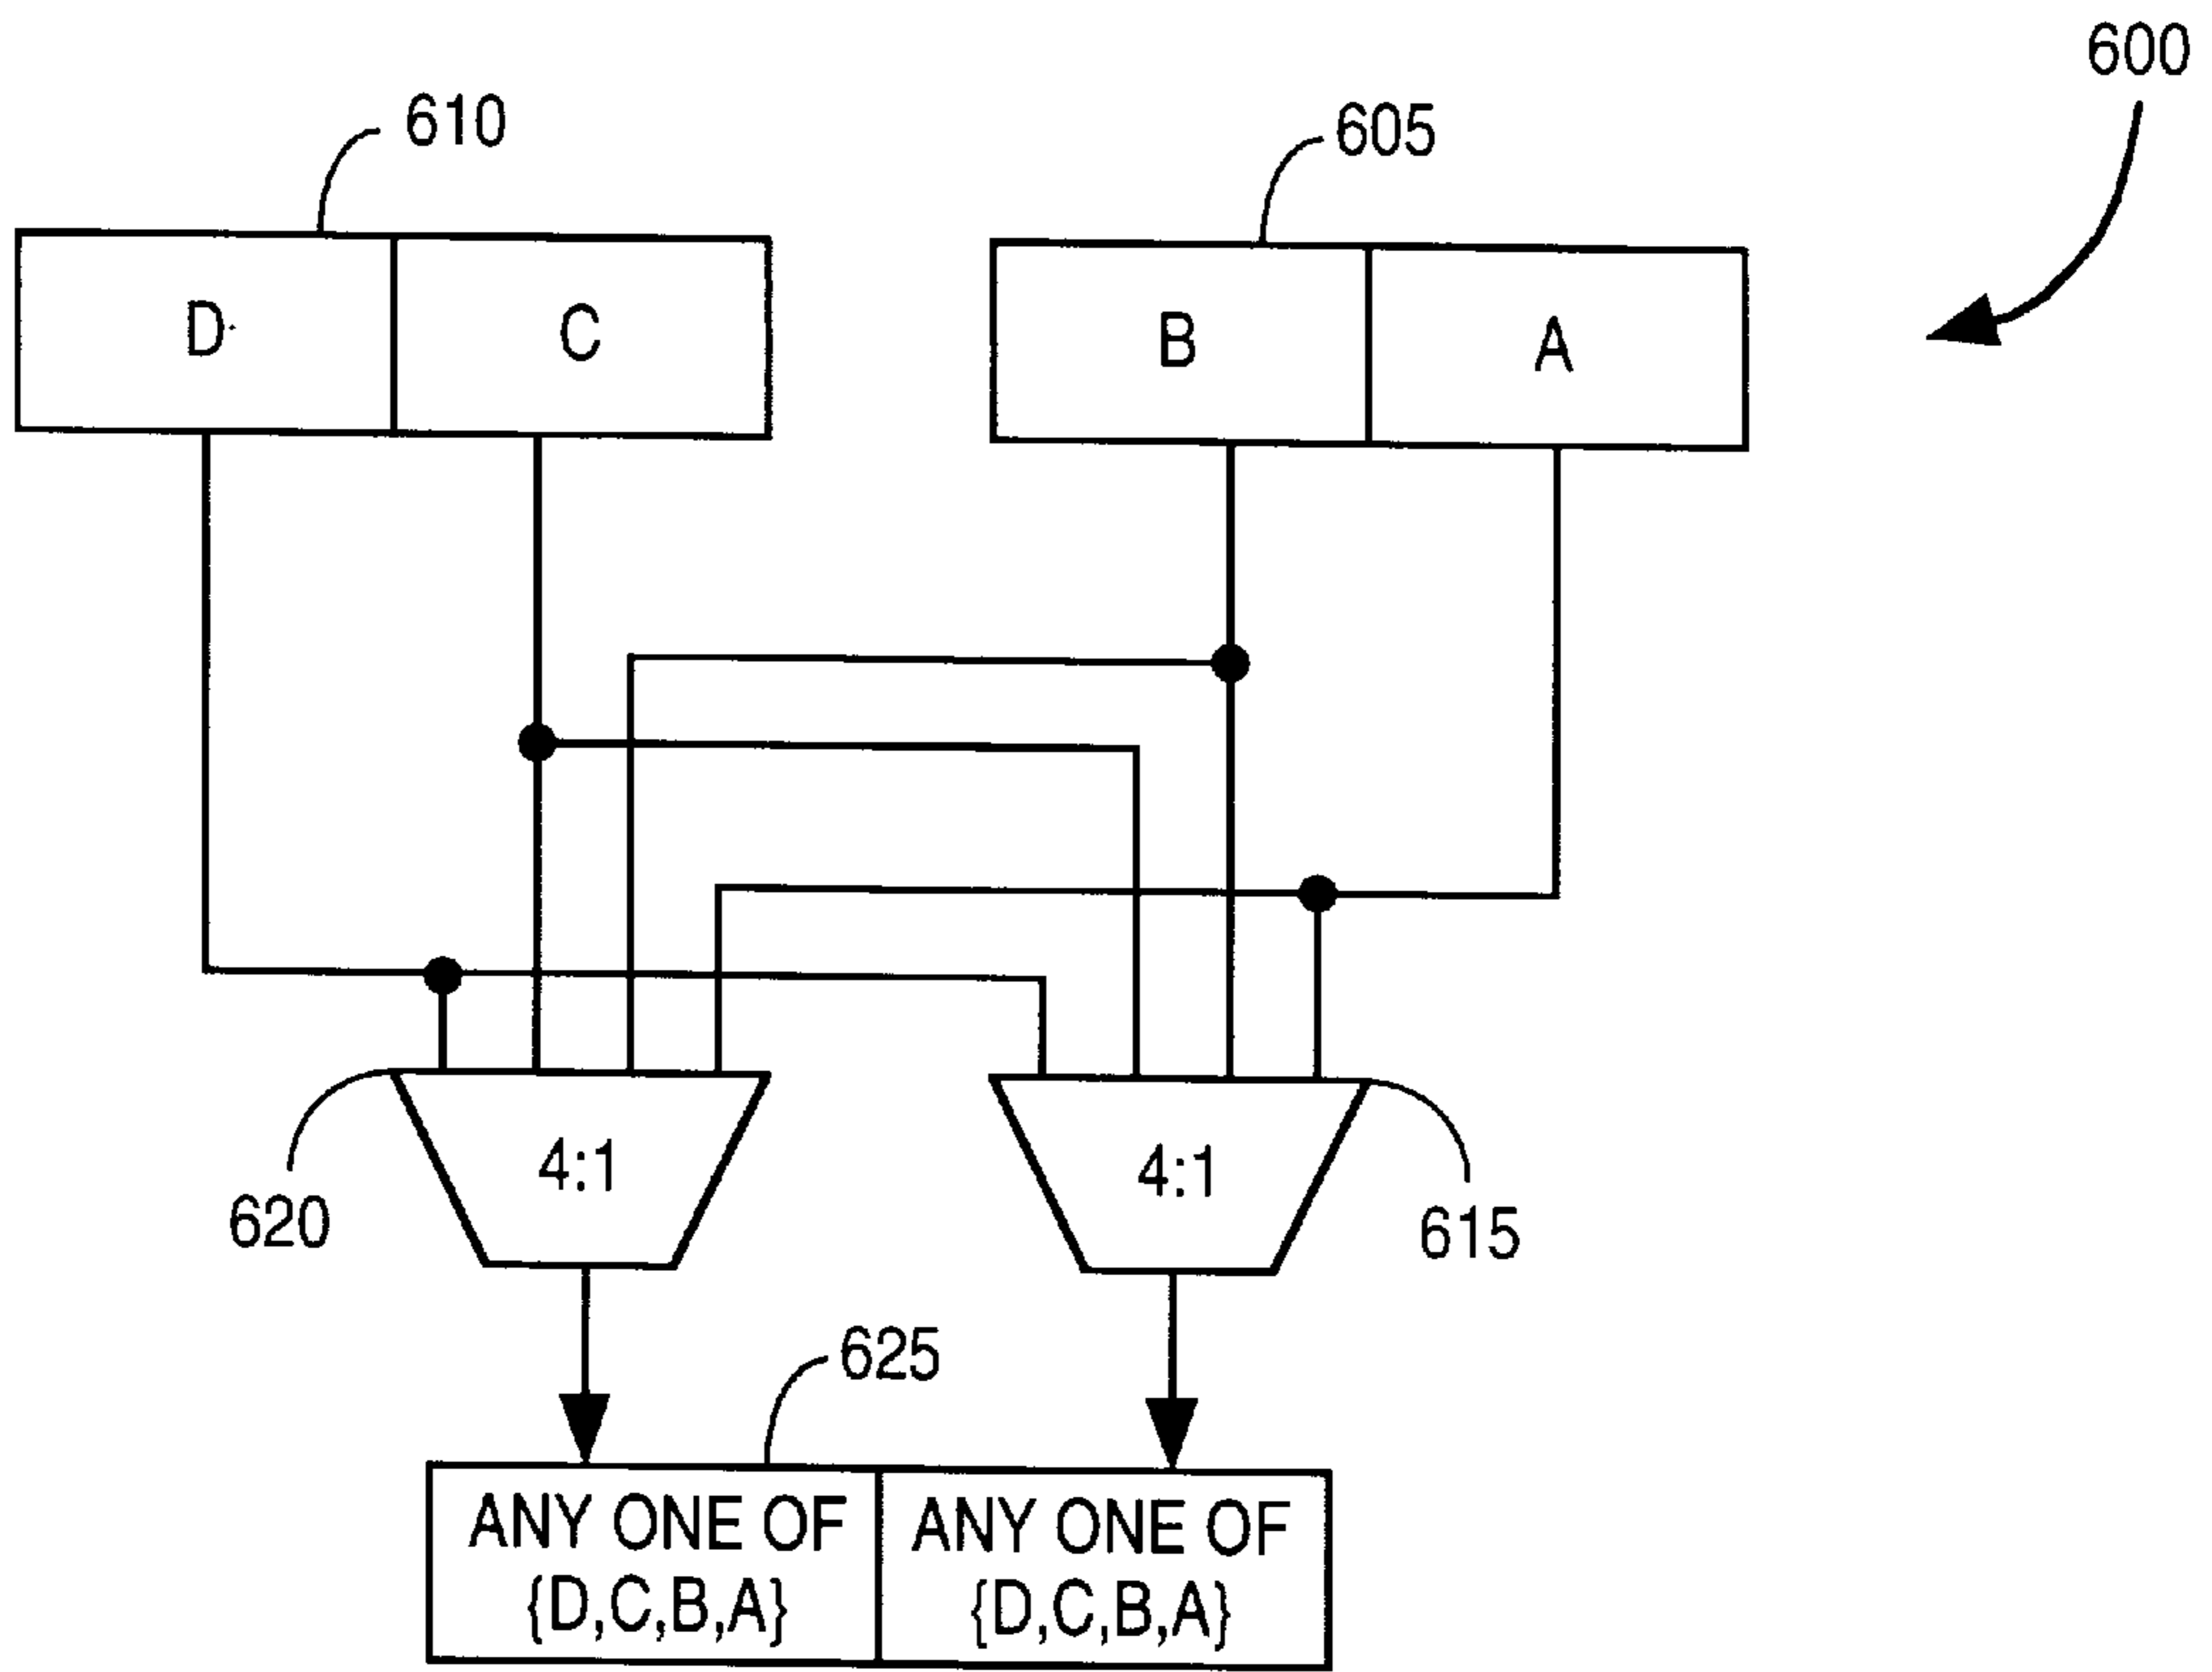 600
610
605
D
C
B
A
4:1
4:1
620
615
625
ANY ONE OF
{D,C,B,A}
ANY ONE OF
{D,C,B,A}